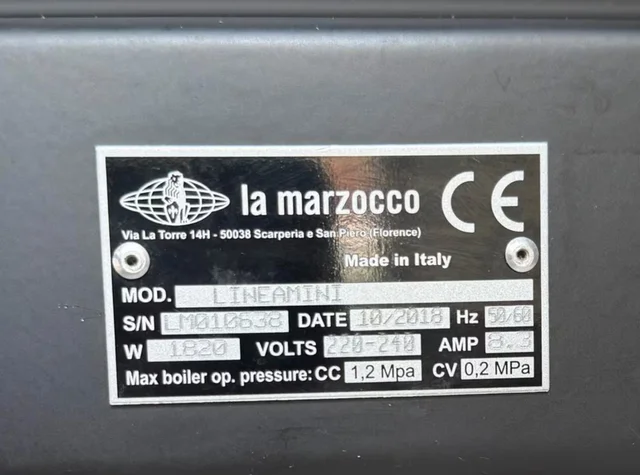 la marzocco CE
Via La Torre 14H - 50038 Scarperia e San Piero (Florence)
Made in Italy
MOD. LINEAMINI
S/N LM010638 DATE 10/2018 Hz 50/60
W 1820 VOLTS 220-240 AMP 8.3
Max boiler op. pressure: CC 1,2 Mpa CV 0,2 MPa